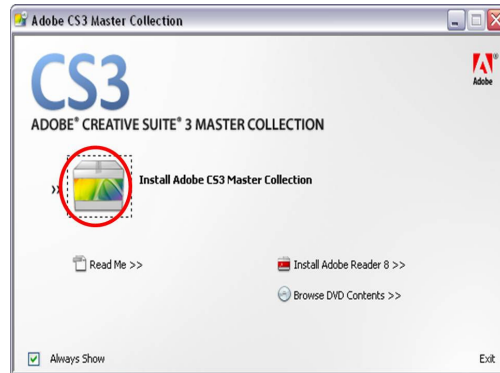 Adobe CS3 Master Collection
CS3
Adobe
ADOBE® CREATIVE SUITE® 3 MASTER COLLECTION
»
Install Adobe CS3 Master Collection
Read Me >>
Install Adobe Reader 8 >>
Browse DVD Contents >>
Always Show
Exit